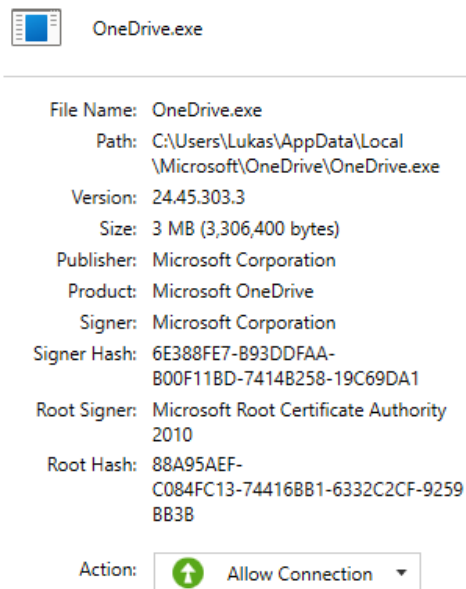 OneDrive.exe
File Name: OneDrive.exe
Path: C:\Users\Lukas\AppData\Local
\Microsoft\OneDrive\OneDrive.exe
Version: 24.45.303.3
Size: 3 MB (3,306,400 bytes)
Publisher: Microsoft Corporation
Product: Microsoft OneDrive
Signer: Microsoft Corporation
Signer Hash: 6E388FE7-B93DDFAA-
B00F11BD-7414B258-19C69DA1
Root Signer: Microsoft Root Certificate Authority
2010
Root Hash: 88A95AEF-
C084FC13-74416BB1-6332C2CF-9259
BB3B
Action: Allow Connection